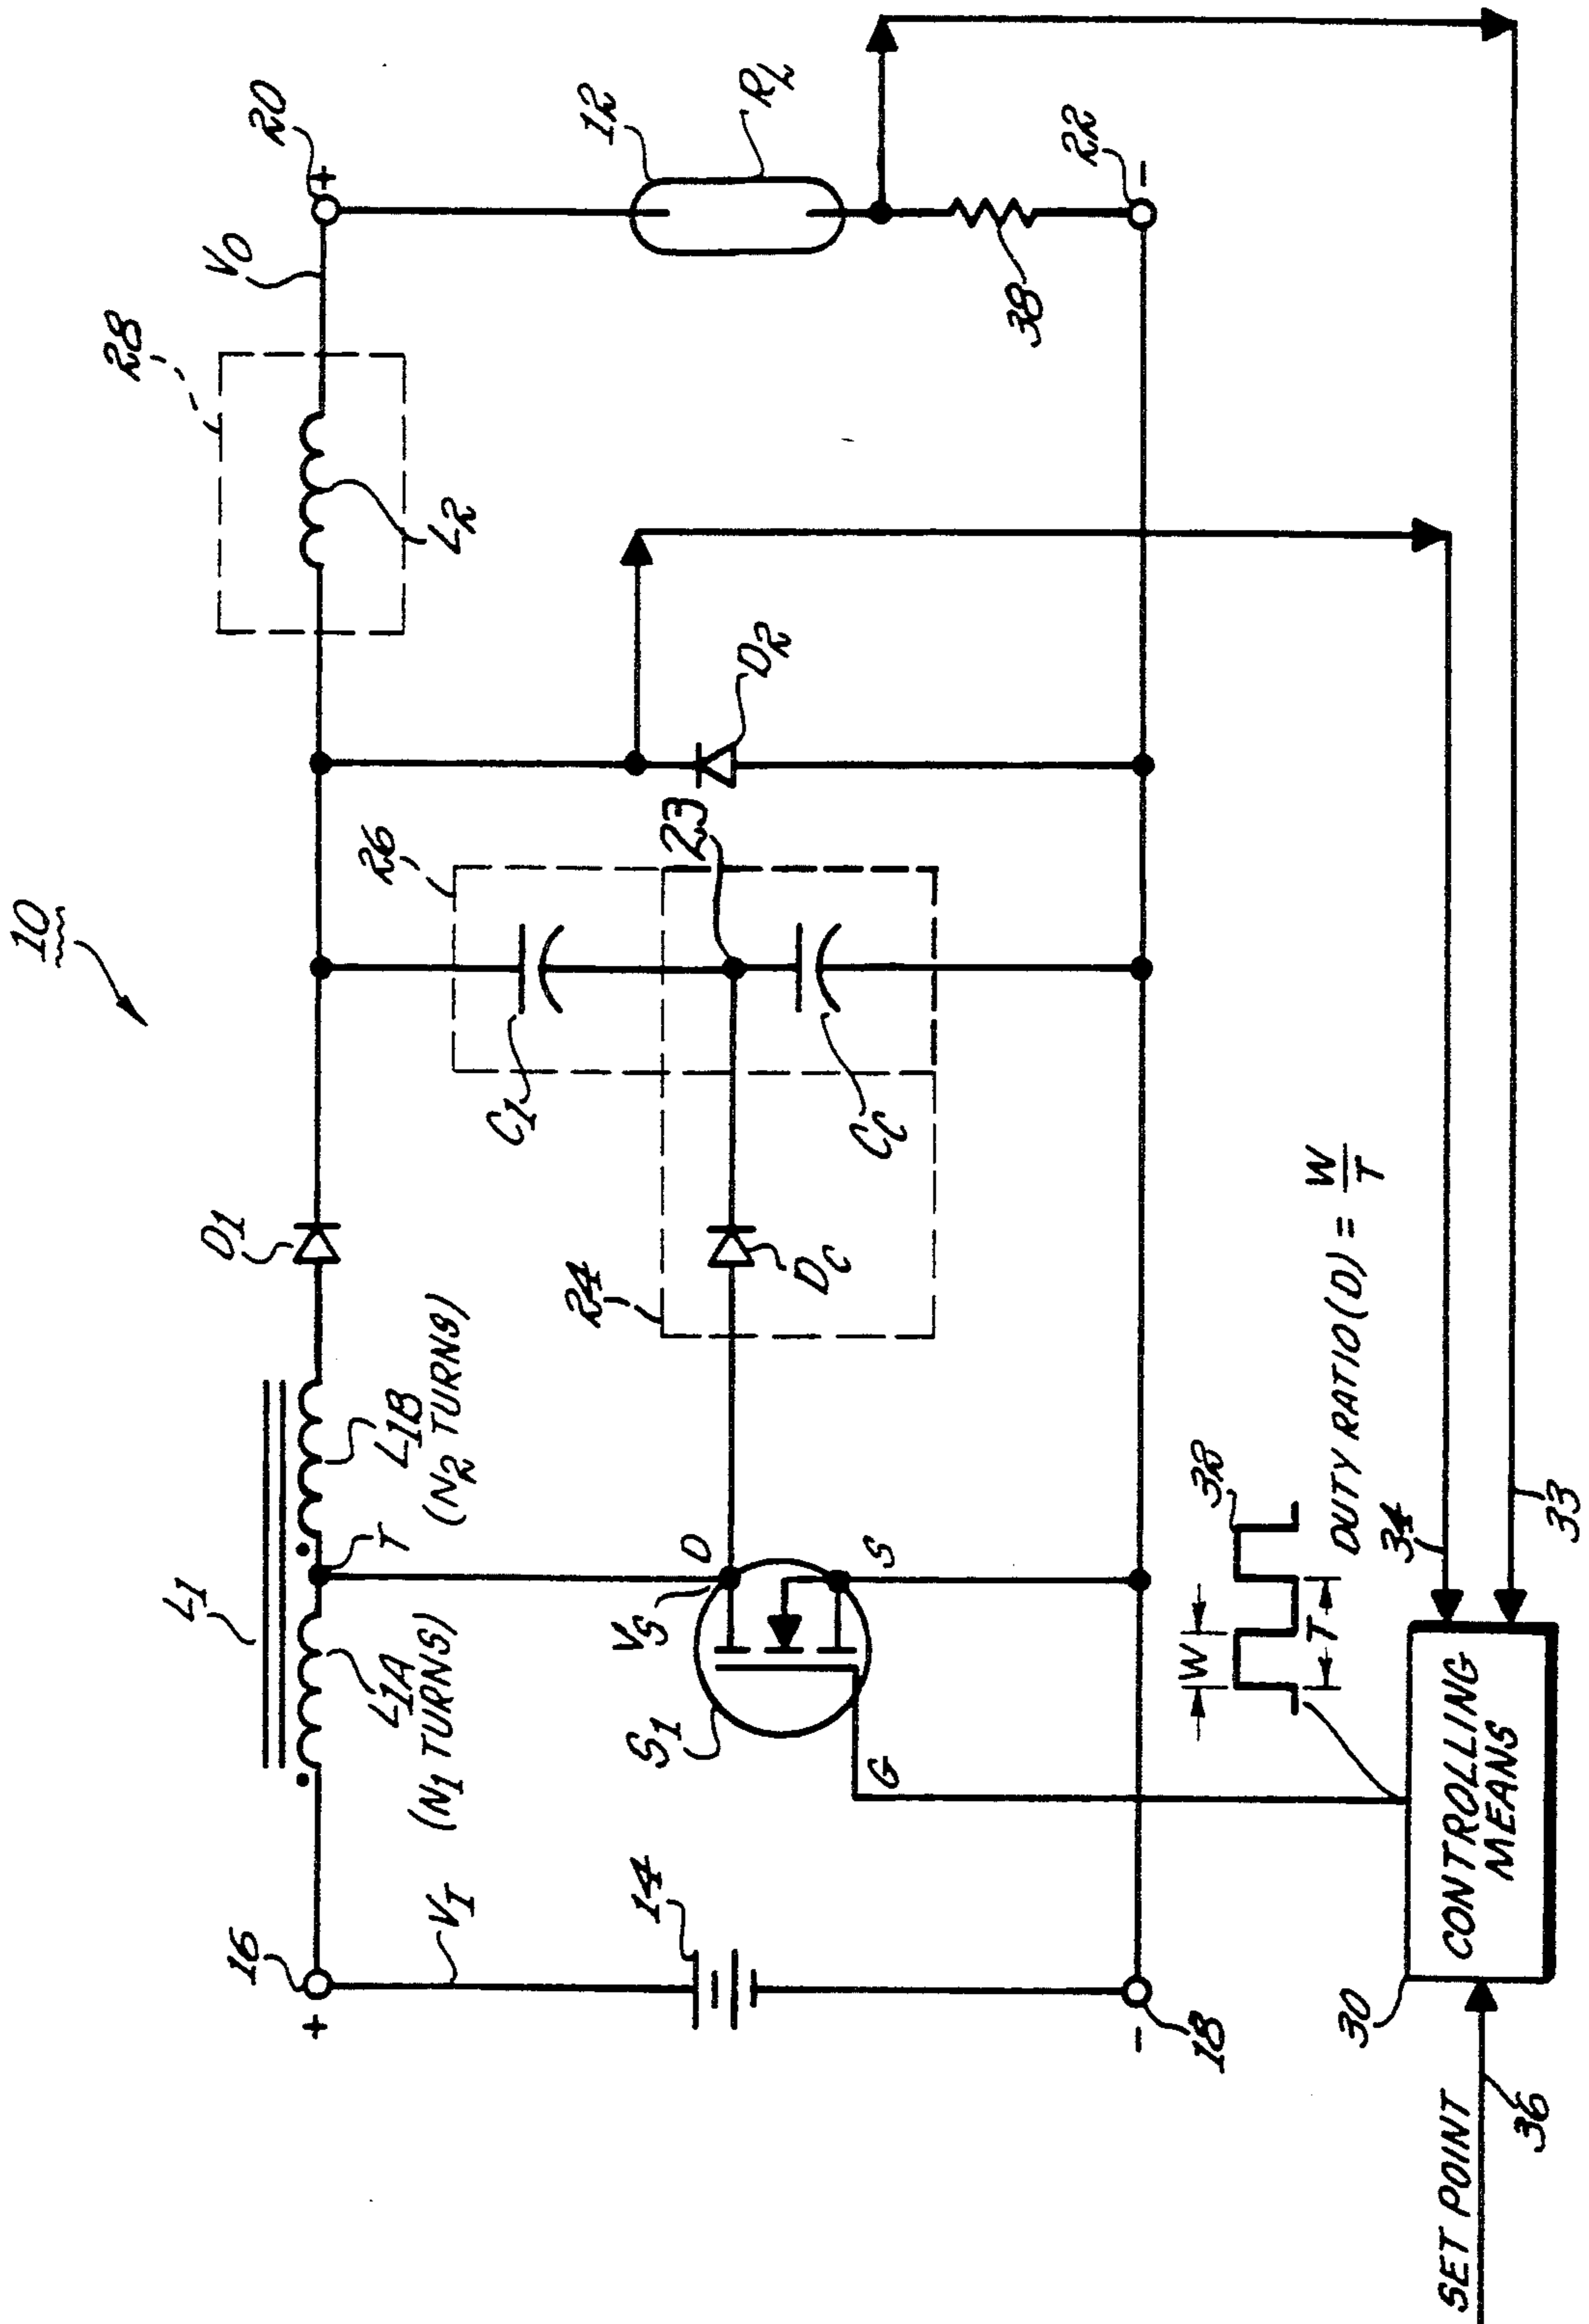 10
L1
L1A
(N1 TURNS)
T
L1B
(N2 TURNS)
D1
28
L2
VO
20
+
16
+
VI
14
S1
VS
D
S
G
24
DC
C1
CC
26
23
D2
12
RL
38
22
-
18
-
W
T
32
DUTY RATIO (D) = W/T
34
33
30
CONTROLLING
MEANS
SET POINT
36